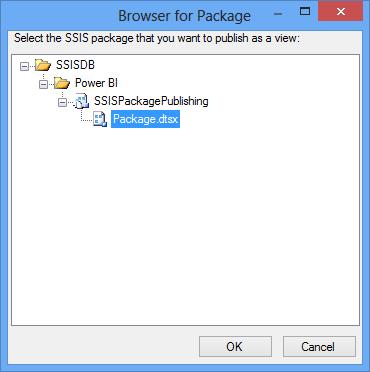 Browser for Package
Select the SSIS package that you want to publish as a view:
SSISDB
Power BI
SSISPackagePublishing
Package.dtsx
OK
Cancel